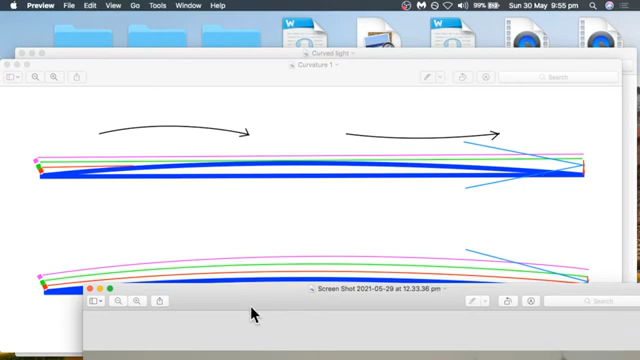 Preview File Edit View Go Tools Window Help 99% Sun 30 May 9:55 pm
W
W
Curved light
Curvature 1
Search
Screen Shot 2021-05-29 at 12.33.36 pm
Search